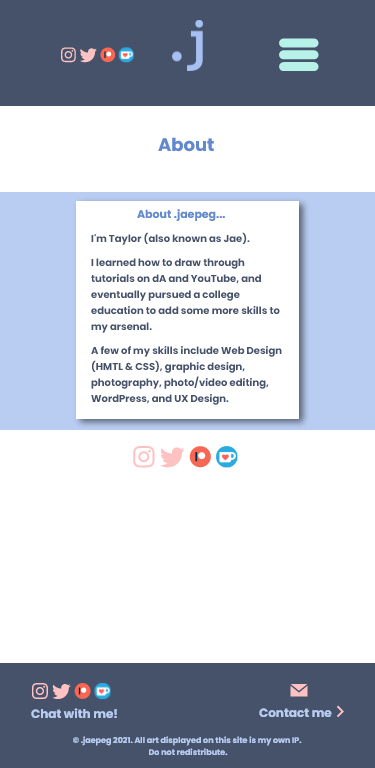 .j
About
About .jaepeg...
I'm Taylor (also known as Jae).
I learned how to draw through
tutorials on dA and YouTube, and
eventually pursued a college
education to add some more skills to
my arsenal.
A few of my skills include Web Design
(HMTL & CSS), graphic design,
photography, photo/video editing,
WordPress, and UX Design.
Chat with me!
Contact me
© .jaepeg 2021. All art displayed on this site is my own IP.
Do not redistribute.